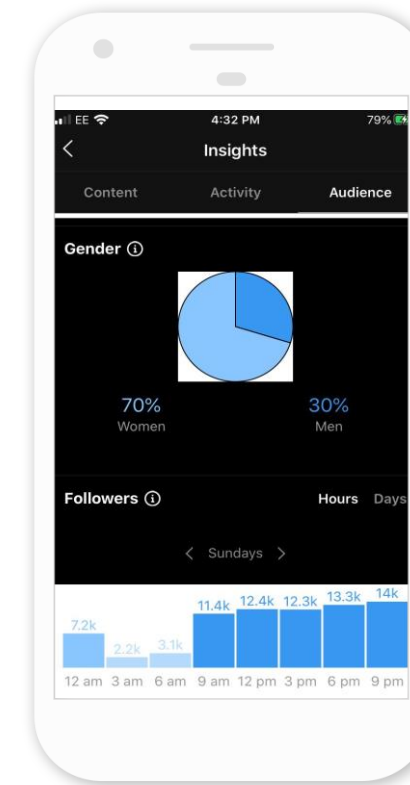 EE 4:32 PM 79%
Insights
Content Activity Audience
Gender
70% 30%
Women Men
Followers Hours Days
< Sundays >
7.2k 2.2k 3.1k 11.4k 12.4k 12.3k 13.3k 14k
12 am 3 am 6 am 9 am 12 pm 3 pm 6 pm 9 pm